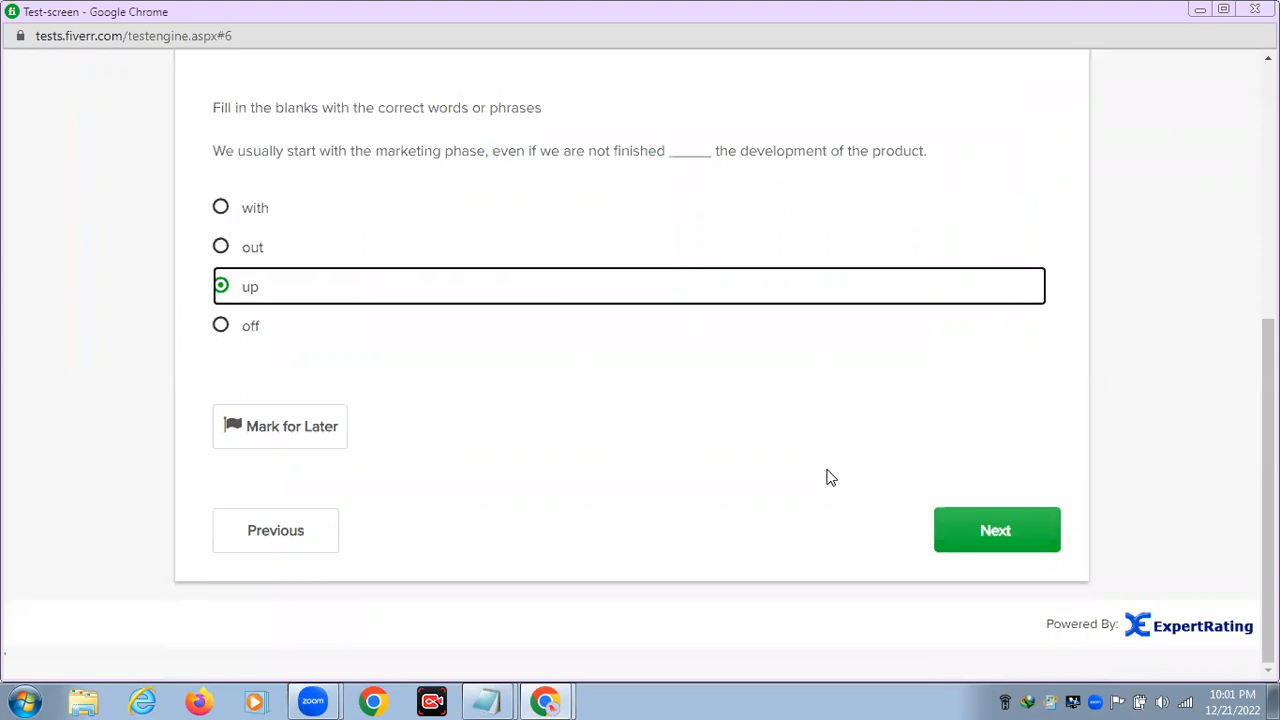 Test-screen - Google Chrome
tests.fiverr.com/testengine.aspx#6
Fill in the blanks with the correct words or phrases
We usually start with the marketing phase, even if we are not finished ______ the development of the product.
with
out
up
off
Mark for Later
Previous
Next
Powered By: ExpertRating
zoom
10:01 PM
12/21/2022